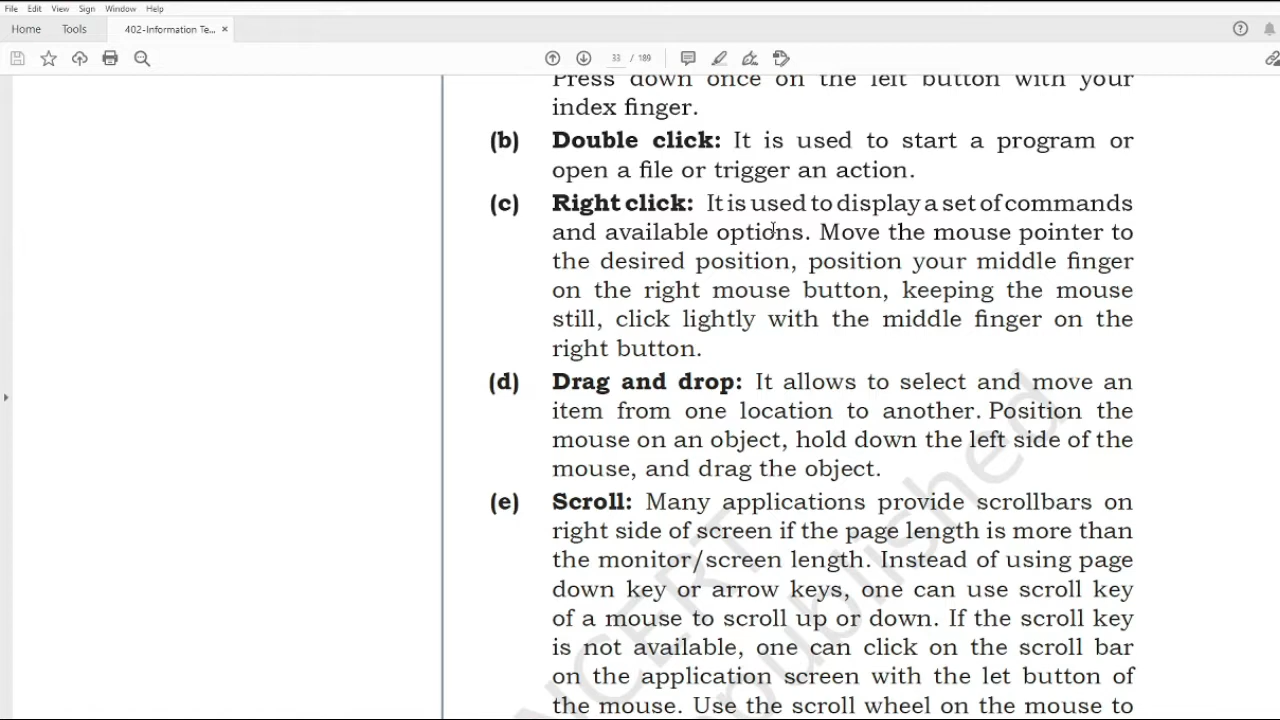 File Edit View Sign Window Help
Home Tools 402-Information Te... ×
33 / 189
Press down once on the left button with your
index finger.
(b) Double click: It is used to start a program or
open a file or trigger an action.
(c) Right click: It is used to display a set of commands
and available options. Move the mouse pointer to
the desired position, position your middle finger
on the right mouse button, keeping the mouse
still, click lightly with the middle finger on the
right button.
(d) Drag and drop: It allows to select and move an
item from one location to another. Position the
mouse on an object, hold down the left side of the
mouse, and drag the object.
(e) Scroll: Many applications provide scrollbars on
right side of screen if the page length is more than
the monitor/screen length. Instead of using page
down key or arrow keys, one can use scroll key
of a mouse to scroll up or down. If the scroll key
is not available, one can click on the scroll bar
on the application screen with the let button of
the mouse. Use the scroll wheel on the mouse to
NCERT
published